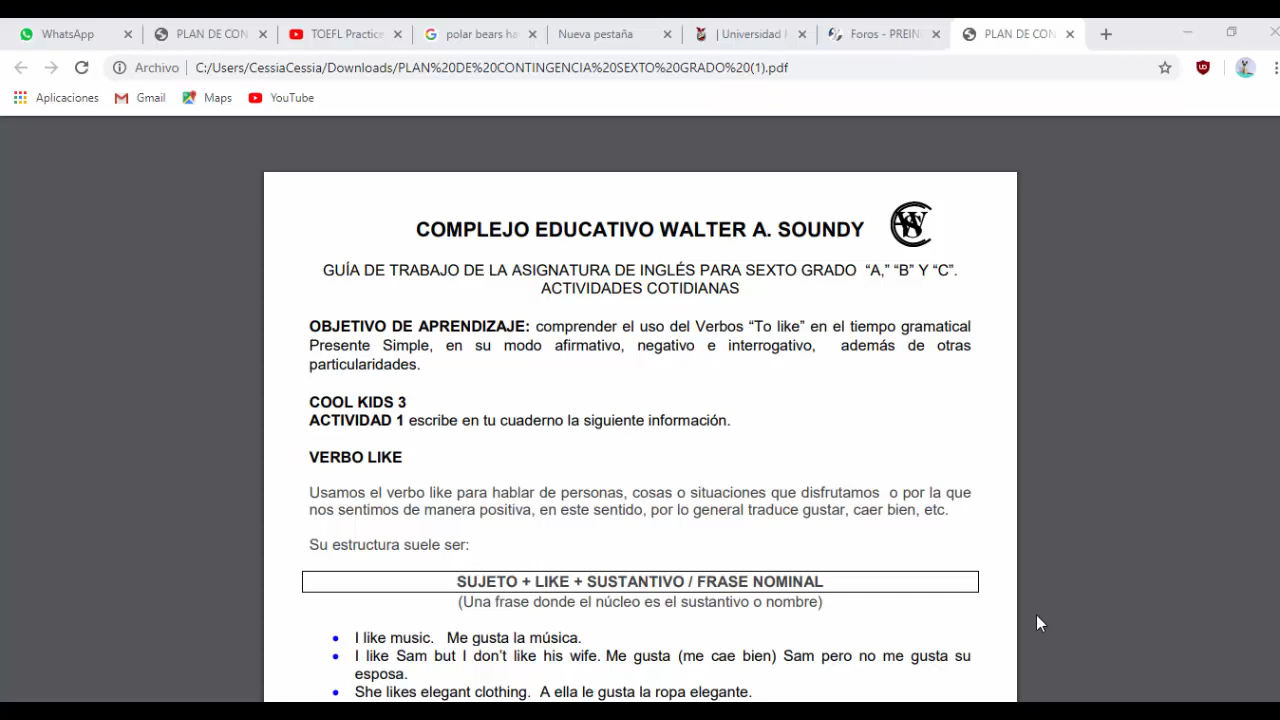 WhatsApp
PLAN DE CON
TOEFL Practice
polar bears ha
Nueva pestaña
| Universidad
Foros - PREIN
PLAN DE CON
Archivo | C:/Users/CessiaCessia/Downloads/PLAN%20DE%20CONTINGENCIA%20SEXTO%20GRADO%20(1).pdf
Aplicaciones
Gmail
Maps
YouTube
COMPLEJO EDUCATIVO WALTER A. SOUNDY
GUÍA DE TRABAJO DE LA ASIGNATURA DE INGLÉS PARA SEXTO GRADO “A,” “B” Y “C”.
ACTIVIDADES COTIDIANAS
OBJETIVO DE APRENDIZAJE: comprender el uso del Verbos “To like” en el tiempo gramatical
Presente Simple, en su modo afirmativo, negativo e interrogativo, además de otras
particularidades.
COOL KIDS 3
ACTIVIDAD 1 escribe en tu cuaderno la siguiente información.
VERBO LIKE
Usamos el verbo like para hablar de personas, cosas o situaciones que disfrutamos o por la que
nos sentimos de manera positiva, en este sentido, por lo general traduce gustar, caer bien, etc.
Su estructura suele ser:
SUJETO + LIKE + SUSTANTIVO / FRASE NOMINAL
(Una frase donde el núcleo es el sustantivo o nombre)
• I like music. Me gusta la música.
• I like Sam but I don’t like his wife. Me gusta (me cae bien) Sam pero no me gusta su
esposa.
• She likes elegant clothing. A ella le gusta la ropa elegante.